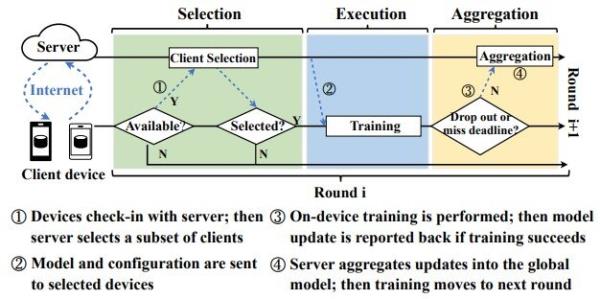 Selection Execution Aggregation
Server
Client Selection
Aggregation
Internet
①
Y
②
③
N
④
Available?
Selected?
Y
Training
Drop out or
miss deadline?
N
N
Client device
Round i
Round i+1
① Devices check-in with server; then
server selects a subset of clients
② Model and configuration are sent
to selected devices
③ On-device training is performed; then model
update is reported back if training succeeds
④ Server aggregates updates into the global
model; then training moves to next round